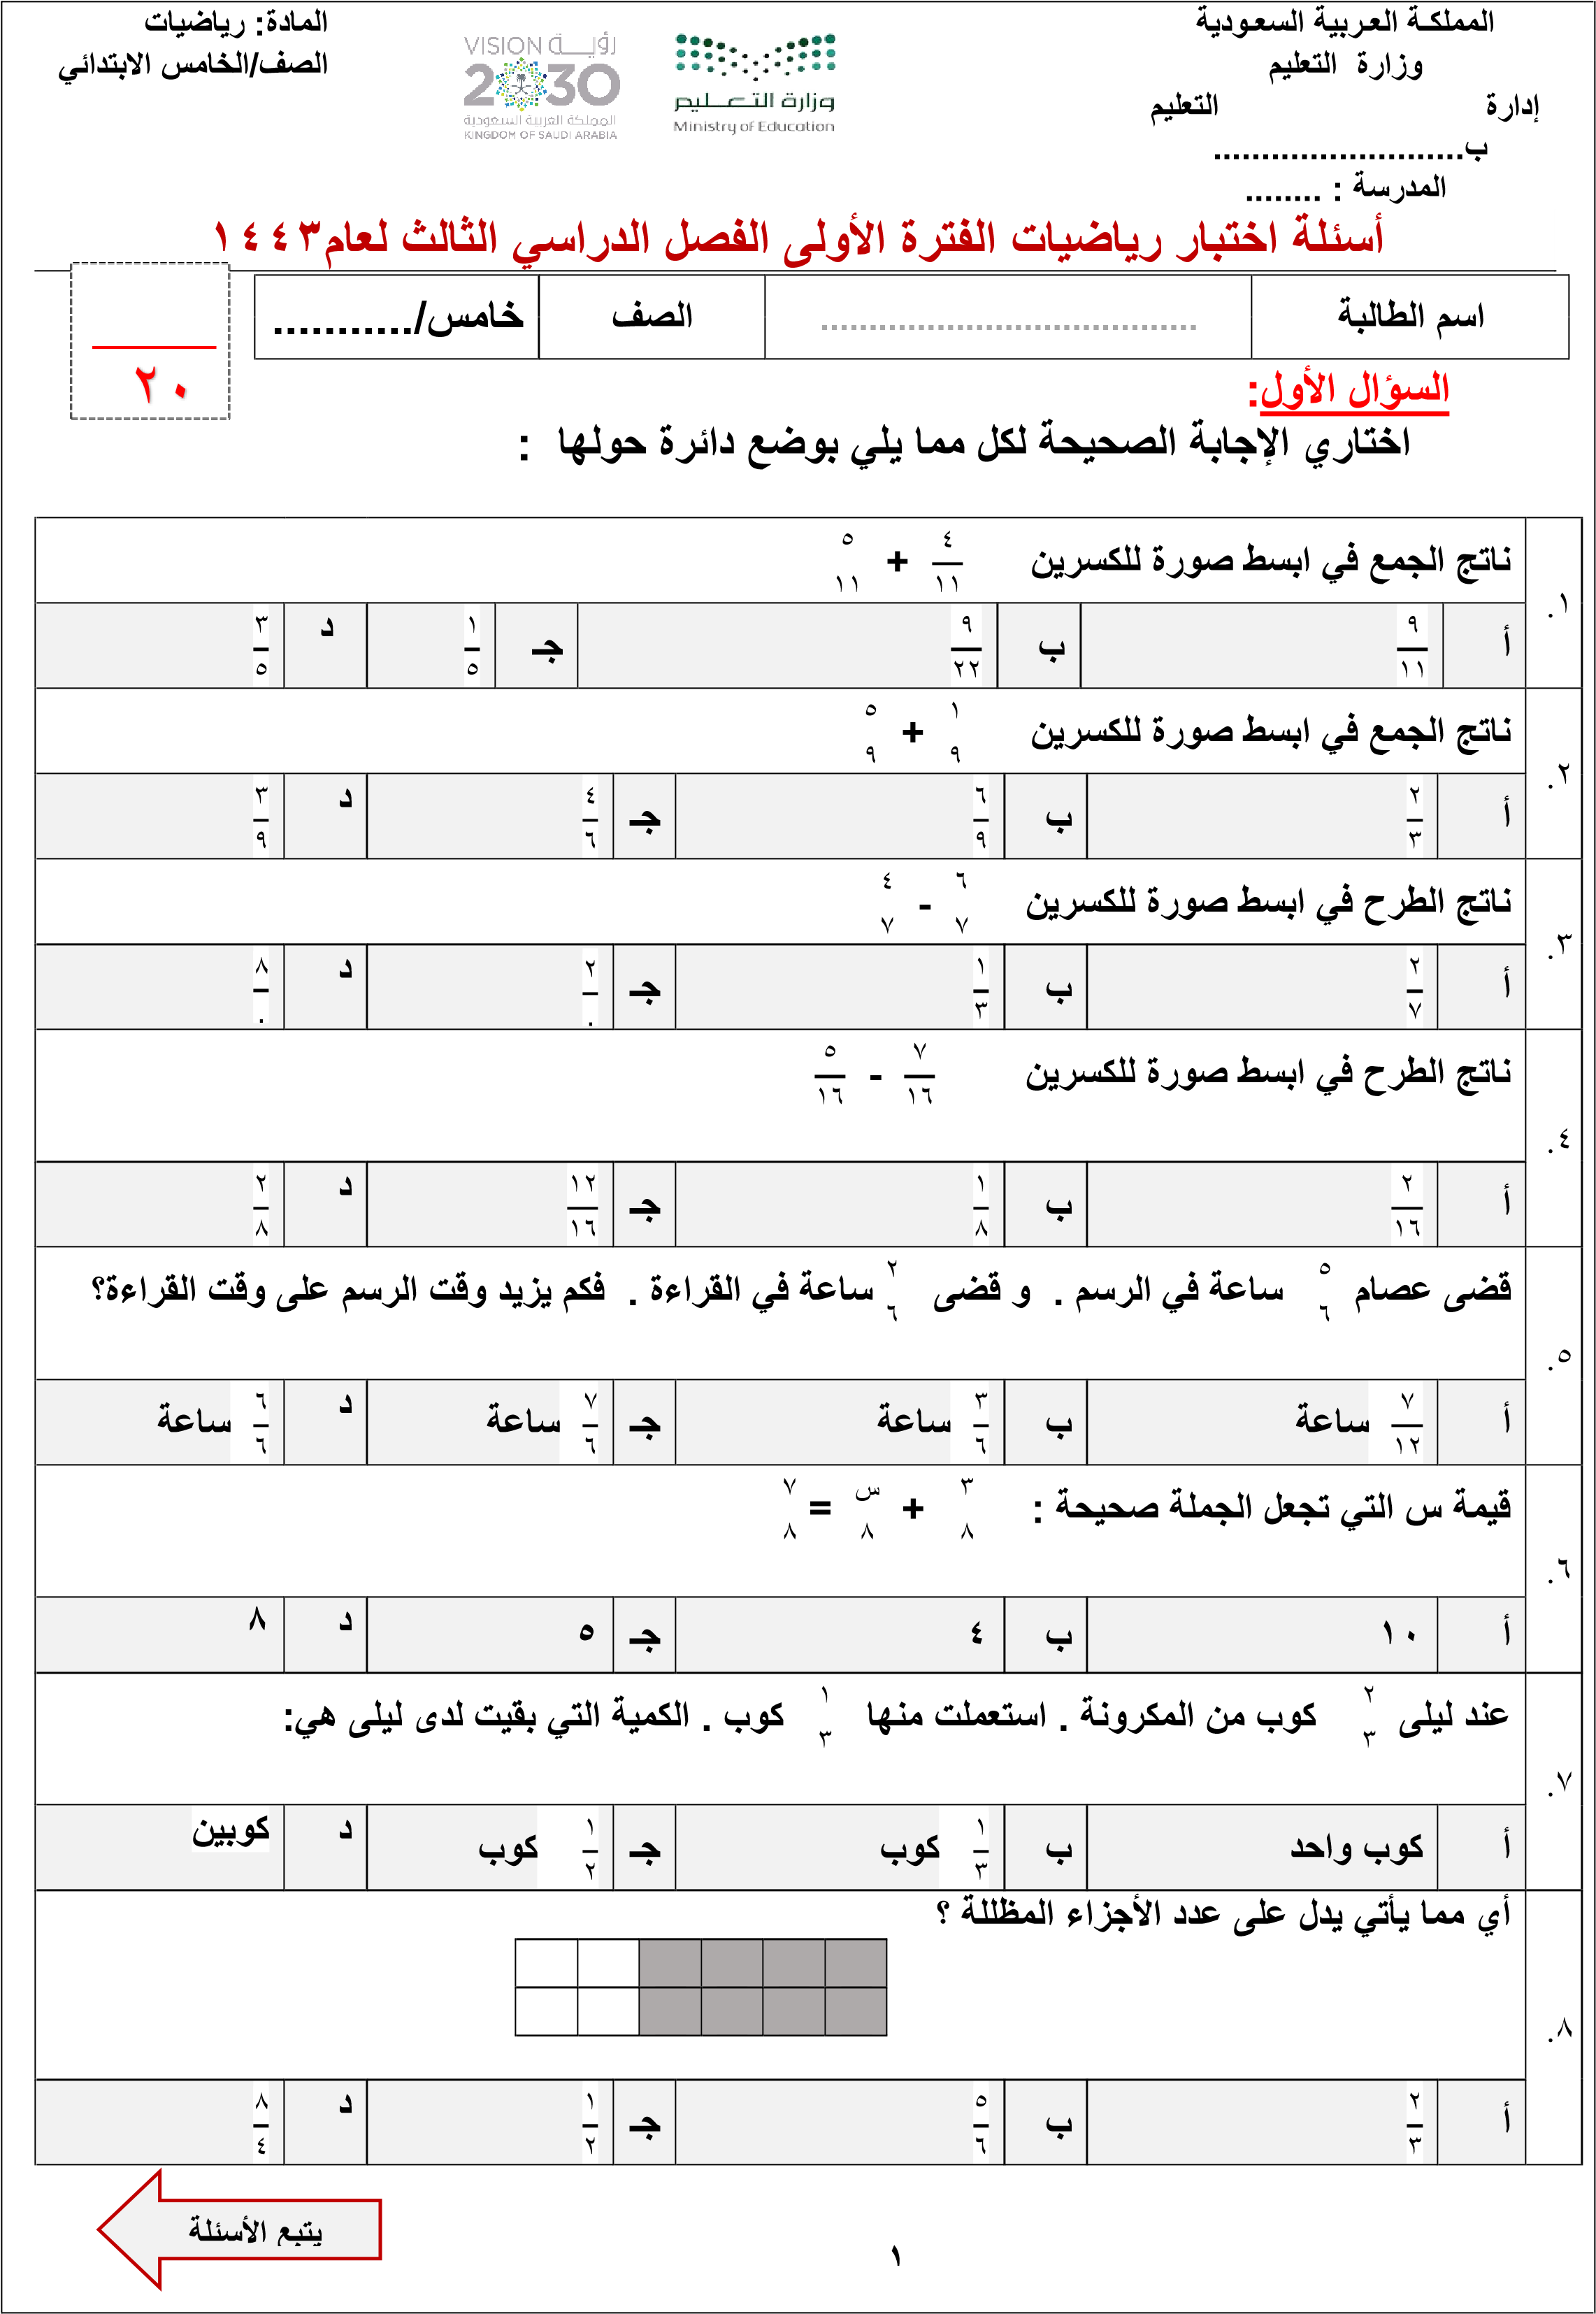 المملكة العربية السعودية
وزارة التعليم
إدارة التعليم
ب..........................
المدرسة : ........
وزارة التعليم
Ministry of Education
رؤية VISION
2030
المملكة العربية السعودية
KINGDOM OF SAUDI ARABIA
المادة: رياضيات
الصف/الخامس الابتدائي
أسئلة اختبار رياضيات الفترة الأولى الفصل الدراسي الثالث لعام١٤٤٣
اسم الطالبة ....................................... الصف خامس/...........
٢٠
السؤال الأول:
اختاري الإجابة الصحيحة لكل مما يلي بوضع دائرة حولها :
١. ناتج الجمع في ابسط صورة للكسرين ٤/١١ + ٥/١١
أ ٩/١١ ب ٩/٢٢ جـ ١/٥ د ٣/٥
٢. ناتج الجمع في ابسط صورة للكسرين ١/٩ + ٥/٩
أ ٢/٣ ب ٦/٩ جـ ٤/٦ د ٣/٩
٣. ناتج الطرح في ابسط صورة للكسرين ٦/٧ - ٤/٧
أ ٢/٧ ب ١/٣ جـ ٢/٠ د ٨/٠
٤. ناتج الطرح في ابسط صورة للكسرين ٧/١٦ - ٥/١٦
أ ٢/١٦ ب ١/٨ جـ ١٢/١٦ د ٢/٨
٥. قضى عصام ٥/٦ ساعة في الرسم . و قضى ٢/٦ ساعة في القراءة . فكم يزيد وقت الرسم على وقت القراءة؟
أ ٧/١٢ ساعة ب ٣/٦ ساعة جـ ٧/٦ ساعة د ٦/٦ ساعة
٦. قيمة س التي تجعل الجملة صحيحة : ٣/٨ + س/٨ = ٧/٨
أ ١٠ ب ٤ جـ ٥ د ٨
٧. عند ليلى ٢/٣ كوب من المكرونة . استعملت منها ١/٣ كوب . الكمية التي بقيت لدى ليلى هي:
أ كوب واحد ب ١/٣ كوب جـ ١/٢ كوب د كوبين
٨. أي مما يأتي يدل على عدد الأجزاء المظللة ؟
أ ٢/٣ ب ٥/٦ جـ ١/٢ د ٨/٤
يتبع الأسئلة
١